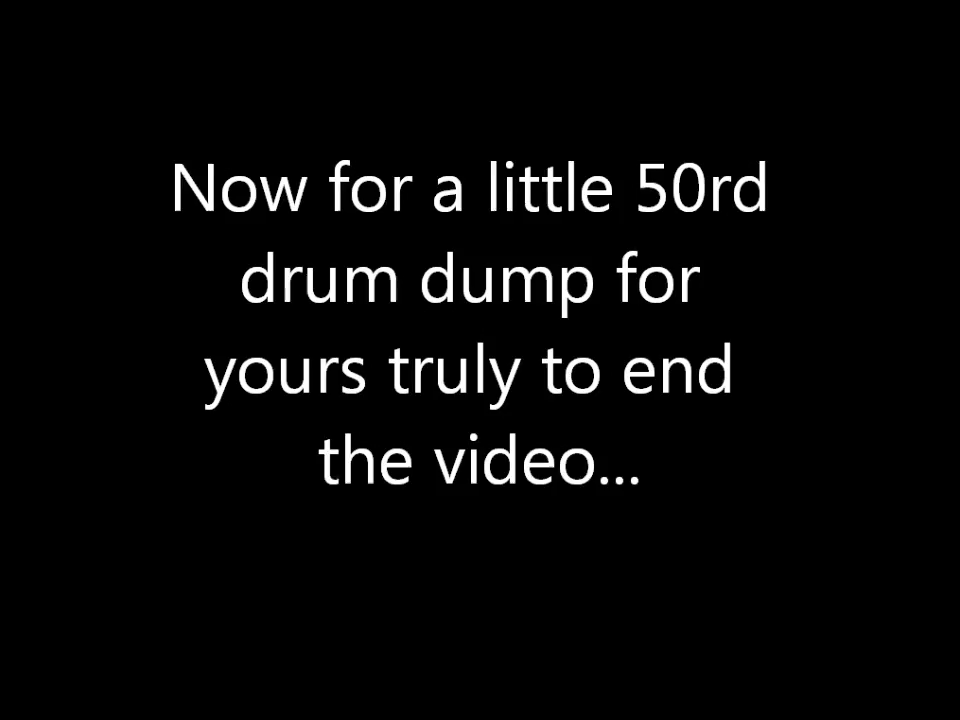 Now for a little 50rd
drum dump for
yours truly to end
the video...